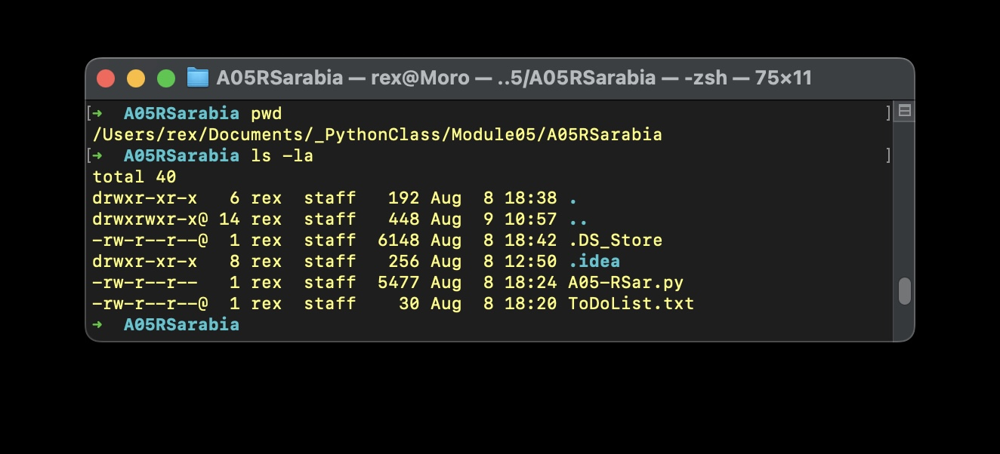 A05RSarabia — rex@Moro — ..5/A05RSarabia — -zsh — 75×11
[➜  A05RSarabia pwd ]
/Users/rex/Documents/_PythonClass/Module05/A05RSarabia
[➜  A05RSarabia ls -la ]
total 40
drwxr-xr-x   6 rex  staff   192 Aug  8 18:38 .
drwxrwxr-x@ 14 rex  staff   448 Aug  9 10:57 ..
-rw-r--r--@  1 rex  staff  6148 Aug  8 18:42 .DS_Store
drwxr-xr-x   8 rex  staff   256 Aug  8 12:50 .idea
-rw-r--r--   1 rex  staff  5477 Aug  8 18:24 A05-RSar.py
-rw-r--r--@  1 rex  staff    30 Aug  8 18:20 ToDoList.txt
➜  A05RSarabia